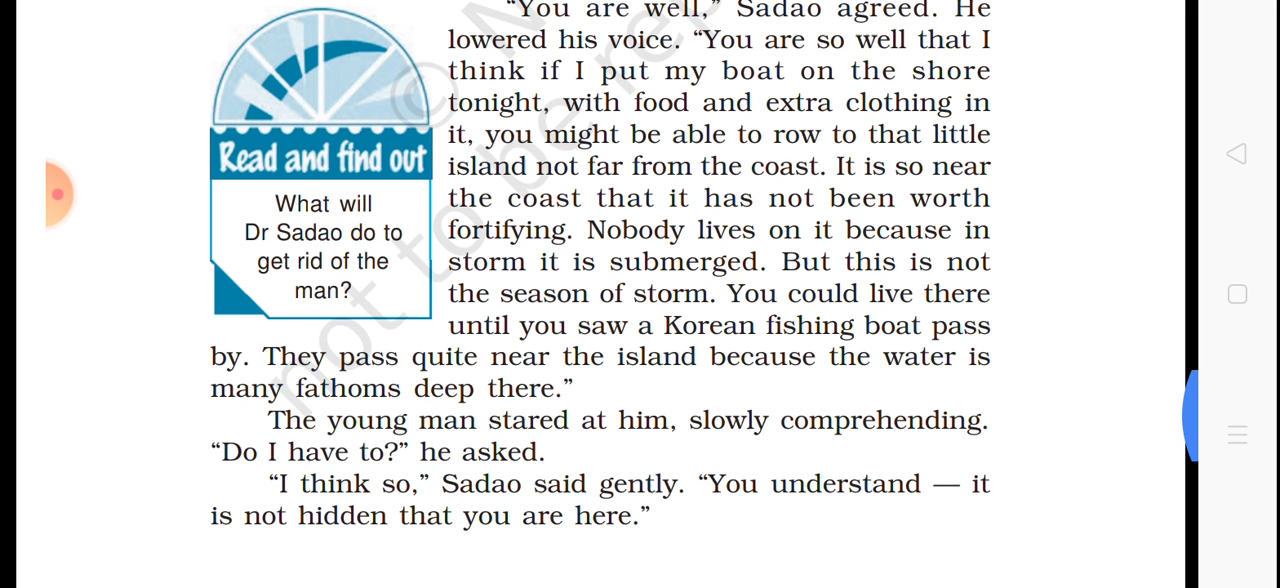 “You are well,” Sadao agreed. He
lowered his voice. “You are so well that I
think if I put my boat on the shore
tonight, with food and extra clothing in
it, you might be able to row to that little
island not far from the coast. It is so near
the coast that it has not been worth
fortifying. Nobody lives on it because in
storm it is submerged. But this is not
the season of storm. You could live there
until you saw a Korean fishing boat pass
by. They pass quite near the island because the water is
many fathoms deep there.”
The young man stared at him, slowly comprehending.
“Do I have to?” he asked.
“I think so,” Sadao said gently. “You understand — it
is not hidden that you are here.”
Read and find out
What will
Dr Sadao do to
get rid of the
man?
© N
not to be rep